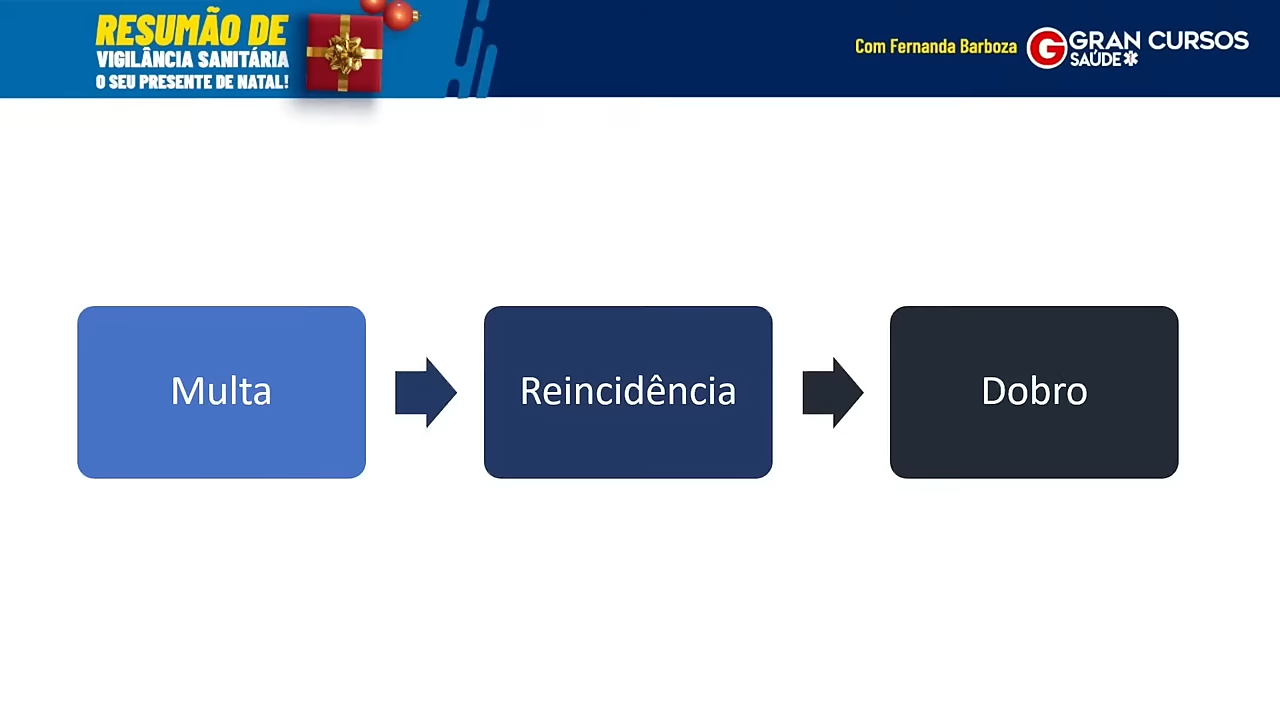 RESUMÃO DE
VIGILÂNCIA SANITÁRIA
O SEU PRESENTE DE NATAL!
Com Fernanda Barboza
G GRAN CURSOS
SAÚDE
Multa
Reincidência
Dobro